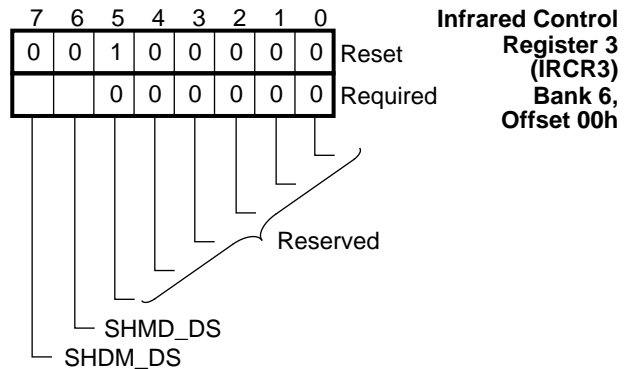 7 6 5 4 3 2 1 0
Infrared Control
Register 3
(IRCR3)
Bank 6,
Offset 00h
0 0 1 0 0 0 0 0 Reset
0 0 0 0 0 0 Required
Reserved
SHMD_DS
SHDM_DS